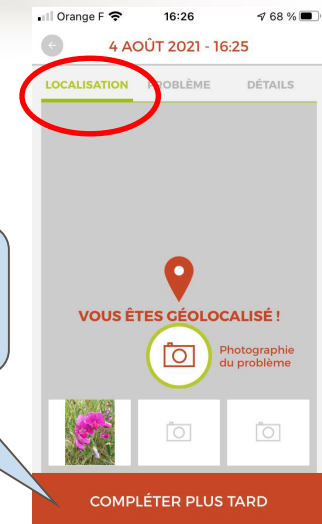 Orange F 16:26 68 %
4 AOÛT 2021 - 16:25
LOCALISATION PROBLÈME DÉTAILS
VOUS ÊTES GÉOLOCALISÉ !
Photographie
du problème
COMPLÉTER PLUS TARD